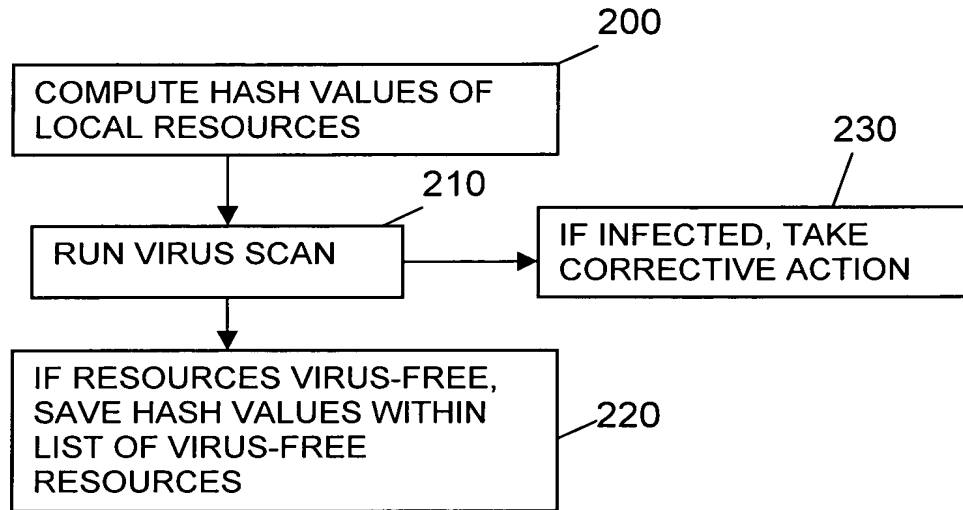 200
COMPUTE HASH VALUES OF
LOCAL RESOURCES
230
210
RUN VIRUS SCAN
IF INFECTED, TAKE
CORRECTIVE ACTION
IF RESOURCES VIRUS-FREE,
SAVE HASH VALUES WITHIN
LIST OF VIRUS-FREE
RESOURCES
220